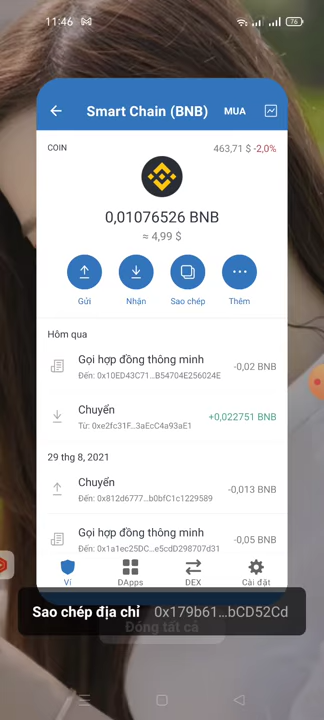 11:46
76
Smart Chain (BNB)
MUA
COIN
463,71 $ -2,0%
0,01076526 BNB
≈ 4,99 $
Gửi
Nhận
Sao chép
Thêm
Hôm qua
Gọi hợp đồng thông minh
-0,02 BNB
Đến: 0x10ED43C71...B54704E256024E
Chuyển
+0,022751 BNB
Từ: 0xe2fc31F...3aEcC4a93aE1
29 thg 8, 2021
Chuyển
-0,013 BNB
Đến: 0x812d6777...b0bfC1c1229589
Gọi hợp đồng thông minh
-0,05 BNB
Đến: 0x1a1ec25DC...e5cdD298707d31
Ví
DApps
DEX
Cài đặt
Sao chép địa chỉ 0x179b61...bCD52Cd
Đóng tất cả